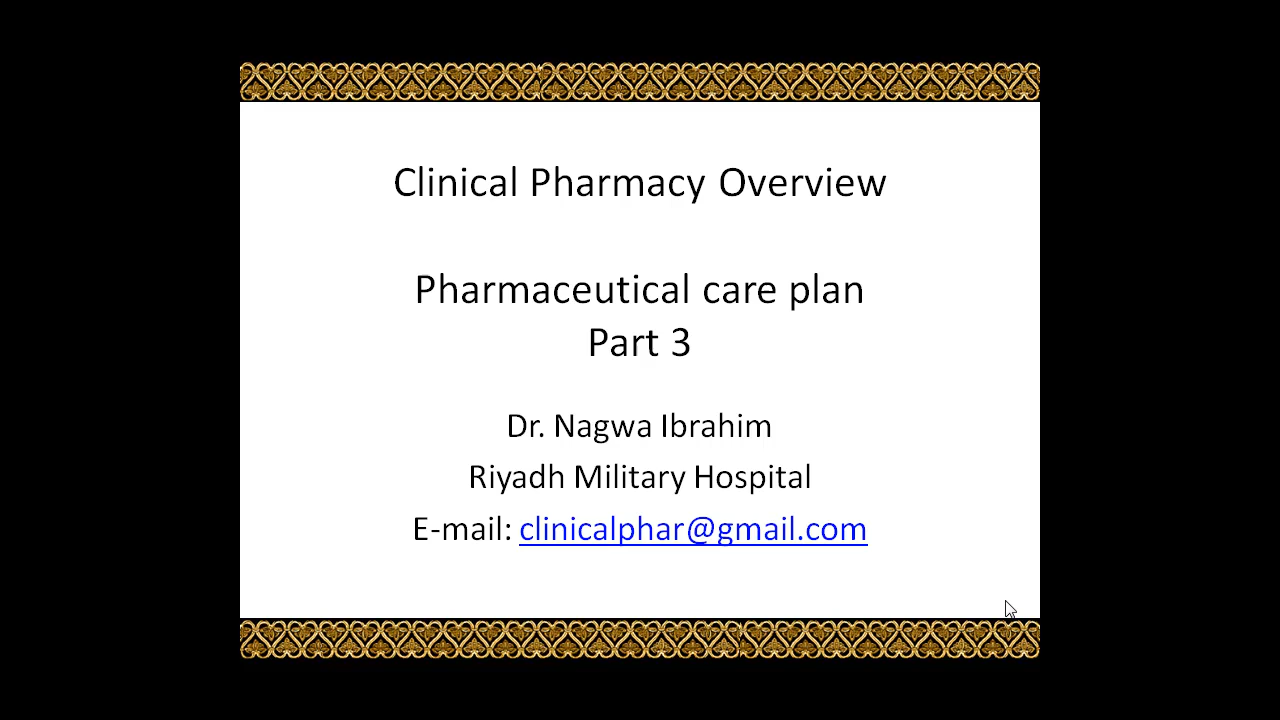 Clinical Pharmacy Overview
Pharmaceutical care plan
Part 3
Dr. Nagwa Ibrahim
Riyadh Military Hospital
E-mail: clinicalphar@gmail.com